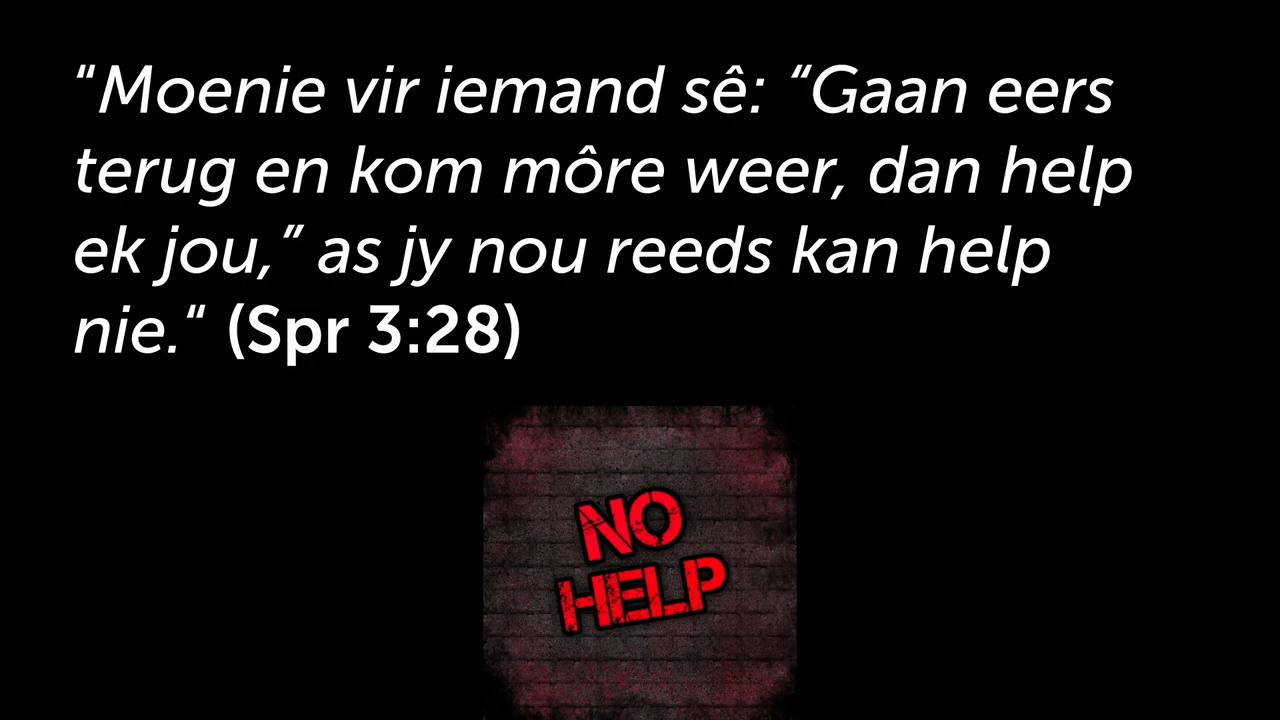 “Moenie vir iemand sê: “Gaan eers
terug en kom môre weer, dan help
ek jou,” as jy nou reeds kan help
nie.“ (Spr 3:28)
NO
HELP